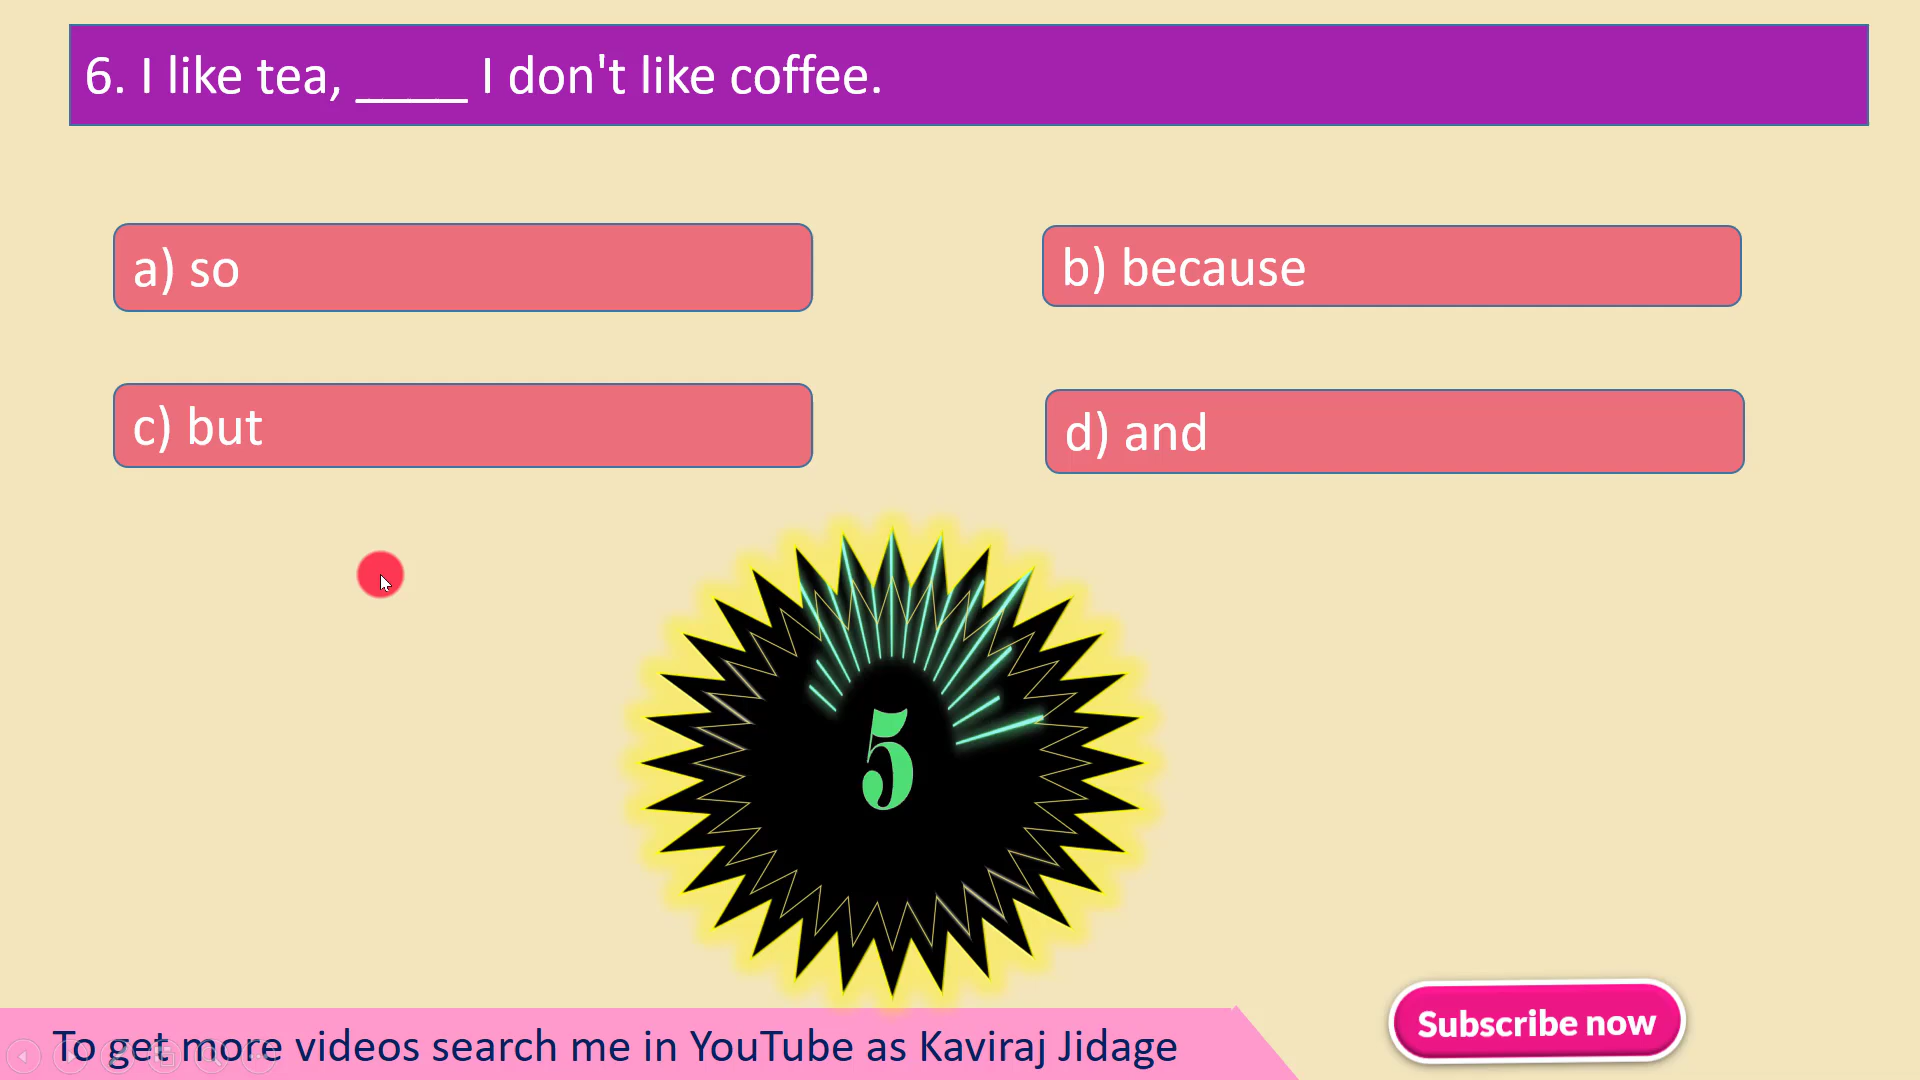 6. I like tea, _____ I don't like coffee.
a) so
b) because
c) but
d) and
5
To get more videos search me in YouTube as Kaviraj Jidage
Subscribe now